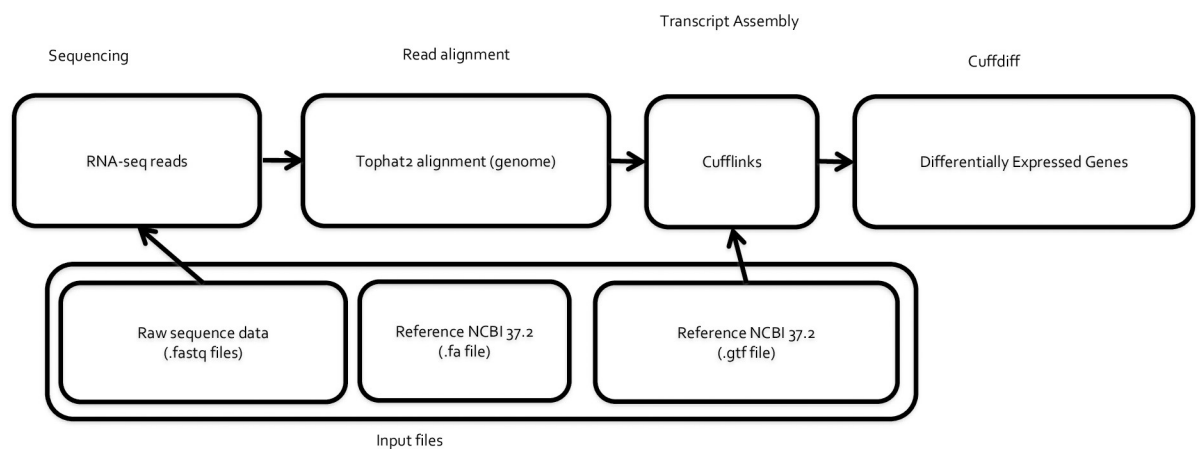 Transcript Assembly
Sequencing
Read alignment
Cuffdiff
RNA-seq reads
Tophat2 alignment (genome)
Cufflinks
Differentially Expressed Genes
Raw sequence data
(.fastq files)
Reference NCBI 37.2
(.fa file)
Reference NCBI 37.2
(.gtf file)
Input files